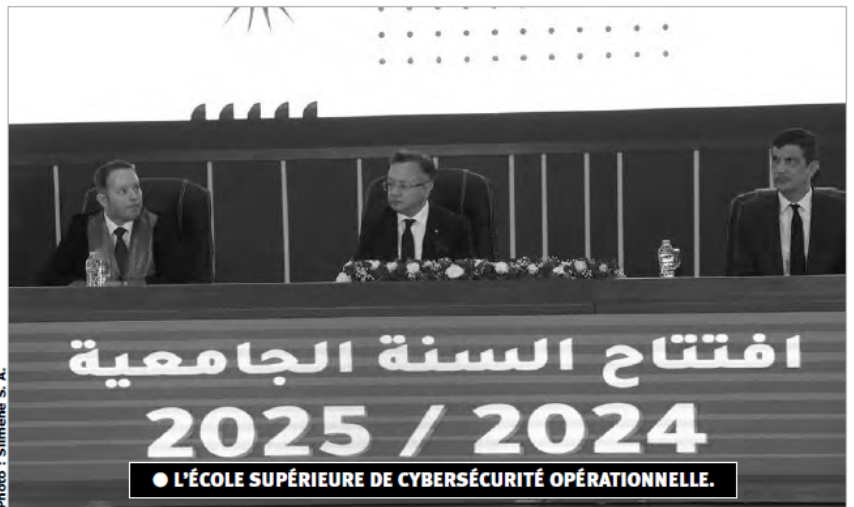 افتتاح السنة الجامعية
2025 / 2024
● L'ÉCOLE SUPÉRIEURE DE CYBERSÉCURITÉ OPÉRATIONNELLE.
Photo : Slimene S. A.